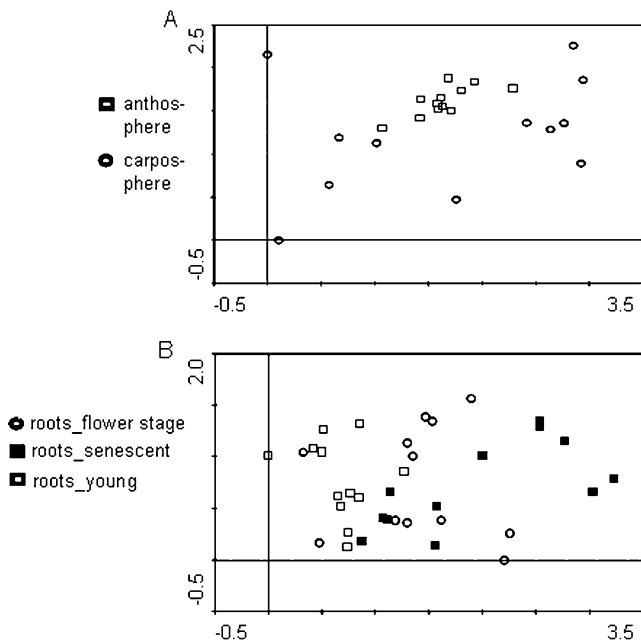 A
2.5
anthos-
phere
carpos-
phere
-0.5
-0.5
3.5
B
2.0
roots_flower stage
roots_senescent
roots_young
-0.5
-0.5
3.5